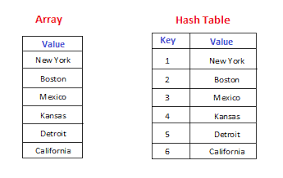 Array
Value
New York
Boston
Mexico
Kansas
Detroit
California
Hash Table
Key Value
1 New York
2 Boston
3 Mexico
4 Kansas
5 Detroit
6 California